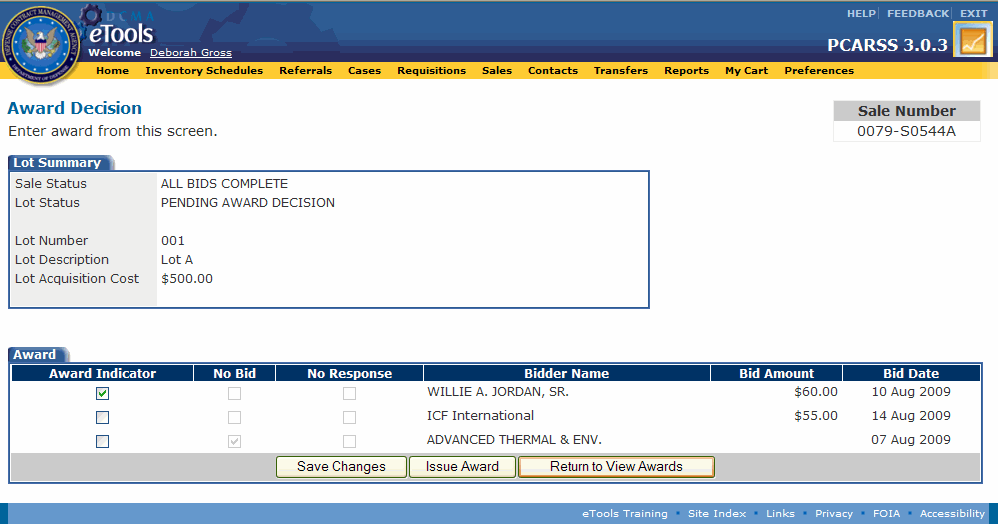 DCMA
HELP FEEDBACK EXIT
eTools
PCARSS 3.0.3
Welcome Deborah Gross
Home Inventory Schedules Referrals Cases Requisitions Sales Contacts Transfers Reports My Cart Preferences
Award Decision
Enter award from this screen.
Sale Number
0079-S0544A
Lot Summary
Sale Status ALL BIDS COMPLETE
Lot Status PENDING AWARD DECISION
Lot Number 001
Lot Description Lot A
Lot Acquisition Cost $500.00
Award
Award Indicator No Bid No Response Bidder Name Bid Amount Bid Date
WILLIE A. JORDAN, SR. $60.00 10 Aug 2009
ICF International $55.00 14 Aug 2009
ADVANCED THERMAL & ENV. 07 Aug 2009
Save Changes Issue Award Return to View Awards
eTools Training • Site Index • Links • Privacy • FOIA • Accessibility